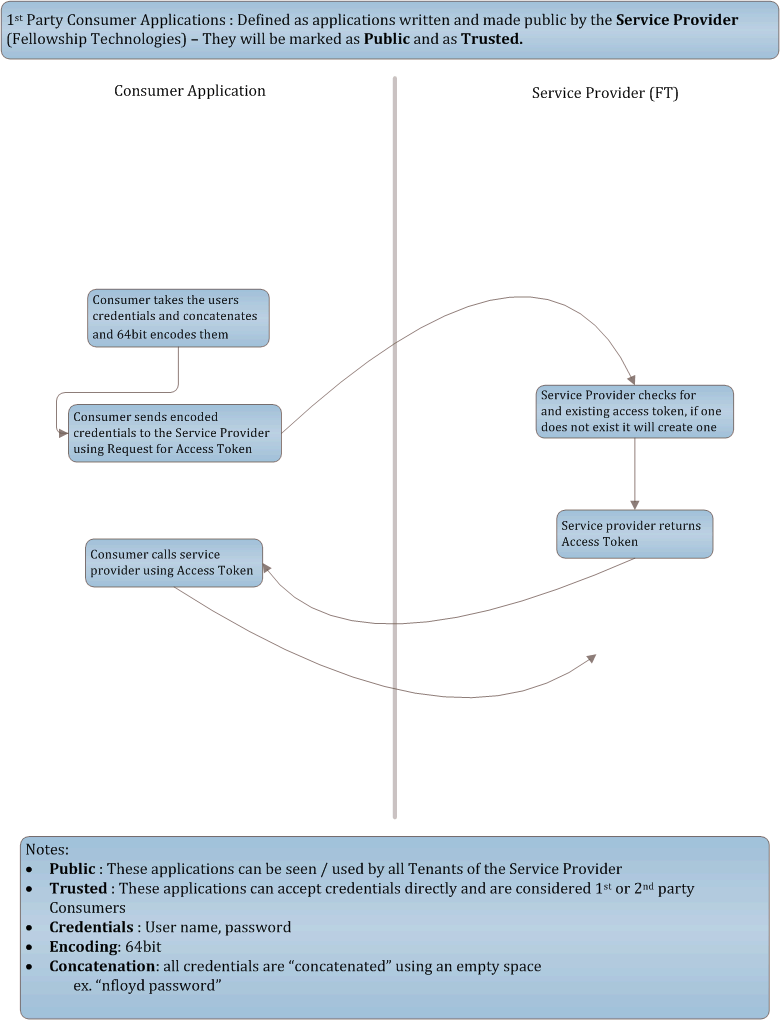 1st Party Consumer Applications : Defined as applications written and made public by the Service Provider
(Fellowship Technologies) – They will be marked as Public and as Trusted.
Consumer Application
Service Provider (FT)
Consumer takes the users
credentials and concatenates
and 64bit encodes them
Consumer sends encoded
credentials to the Service Provider
using Request for Access Token
Service Provider checks for
and existing access token, if one
does not exist it will create one
Service provider returns
Access Token
Consumer calls service
provider using Access Token
Notes:
• Public : These applications can be seen / used by all Tenants of the Service Provider
• Trusted : These applications can accept credentials directly and are considered 1st or 2nd party
Consumers
• Credentials : User name, password
• Encoding: 64bit
• Concatenation: all credentials are “concatenated” using an empty space
ex. “nfloyd password”